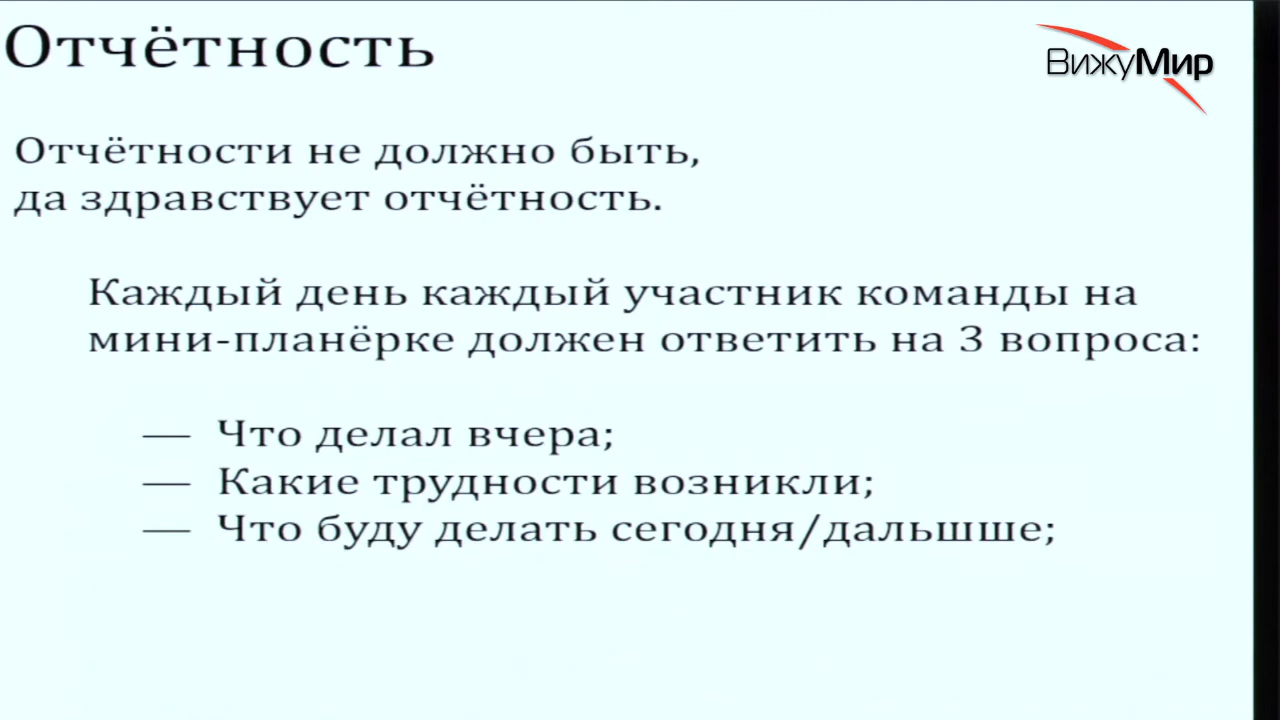 Отчётность
ВижуМир
Отчётности не должно быть,
да здравствует отчётность.
Каждый день каждый участник команды на
мини-планёрке должен ответить на 3 вопроса:
— Что делал вчера;
— Какие трудности возникли;
— Что буду делать сегодня/дальшше;